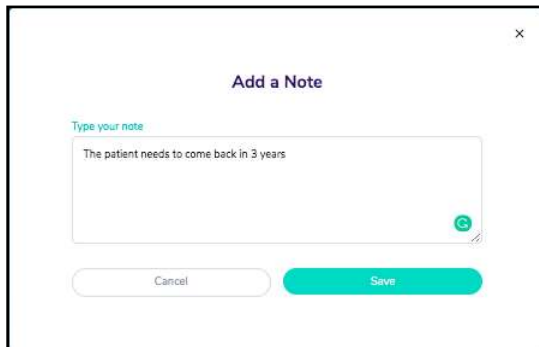 Add a Note
Type your note
The patient needs to come back in 3 years
Cancel
Save